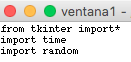 ventana1 -
from tkinter import*
import time
import random